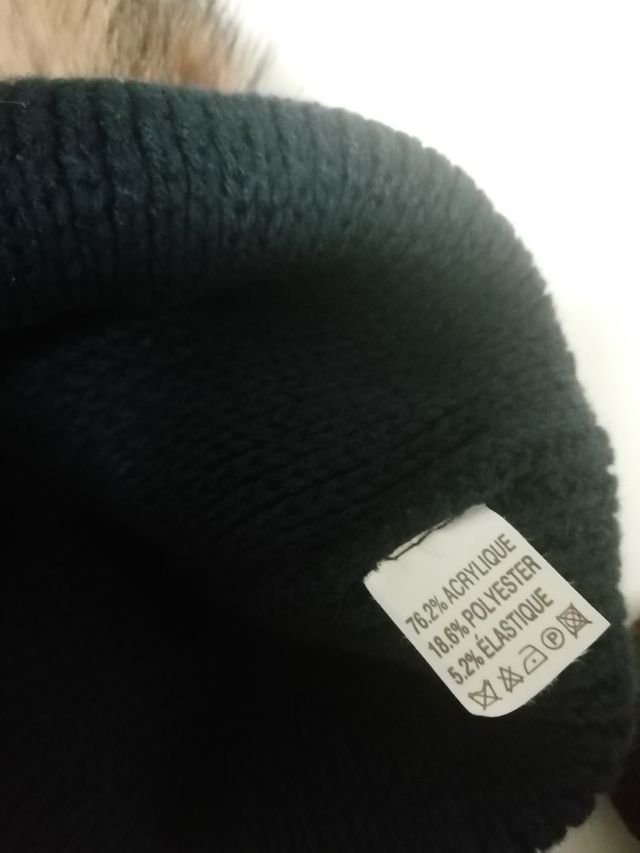 76.2% ACRYLIQUE
18.6% POLYESTER
5.2% ÉLASTIQUE
P